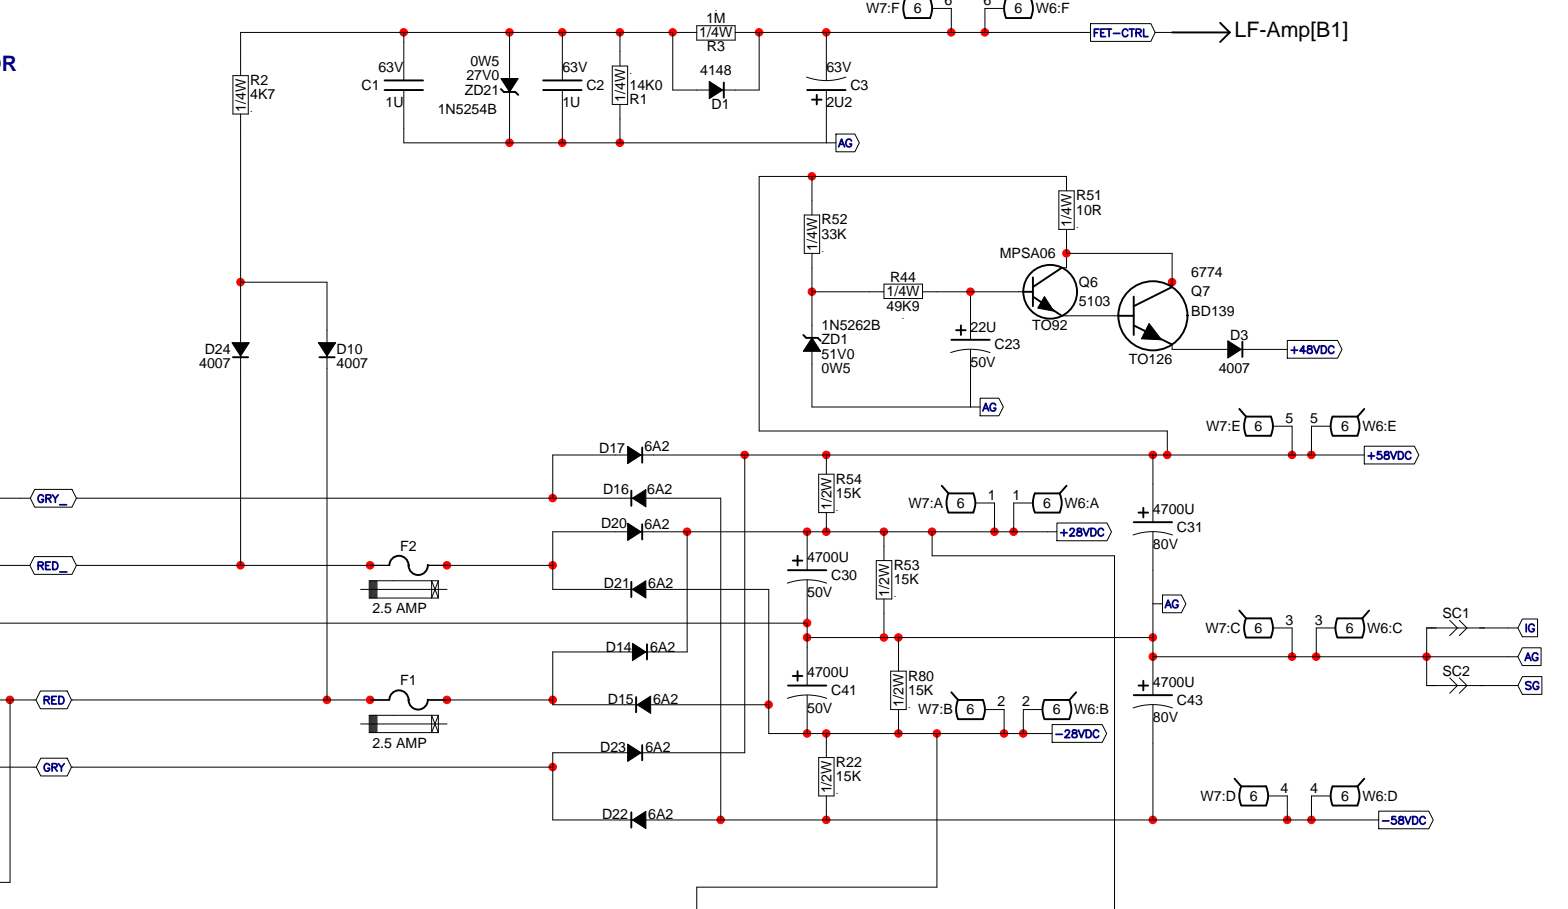 W7:F
6
6
6
6
W6:F
OR
1M
1/4W
R3
FET-CTRL
LF-Amp[B1]
R2
4K7
1/4W
63V
C1
1U
0W5
27V0
ZD21
1N5254B
63V
C2
1U
1/4W
14K0
R1
4148
D1
63V
C3
2U2
AG
R52
33K
1/4W
R51
10R
1/4W
MPSA06
Q6
5103
TO92
6774
Q7
BD139
TO126
R44
1/4W
49K9
1N5262B
ZD1
51V0
0W5
22U
C23
50V
D3
4007
+48VDC
AG
D24
4007
D10
4007
W7:E
6
5
5
6
W6:E
+58VDC
D17
6A2
D16
6A2
D20
6A2
D21
6A2
GRY_
RED_
F2
2.5 AMP
R54
15K
1/2W
W7:A
6
1
1
6
W6:A
+28VDC
4700U
C31
80V
4700U
C30
50V
R53
15K
1/2W
AG
W7:C
6
3
3
6
W6:C
SC1
IG
AG
SC2
SG
D14
6A2
D15
6A2
RED
F1
2.5 AMP
4700U
C41
50V
R80
15K
1/2W
W7:B
6
2
2
6
W6:B
-28VDC
4700U
C43
80V
D23
6A2
GRY
R22
15K
1/2W
D22
6A2
W7:D
6
4
4
6
W6:D
-58VDC